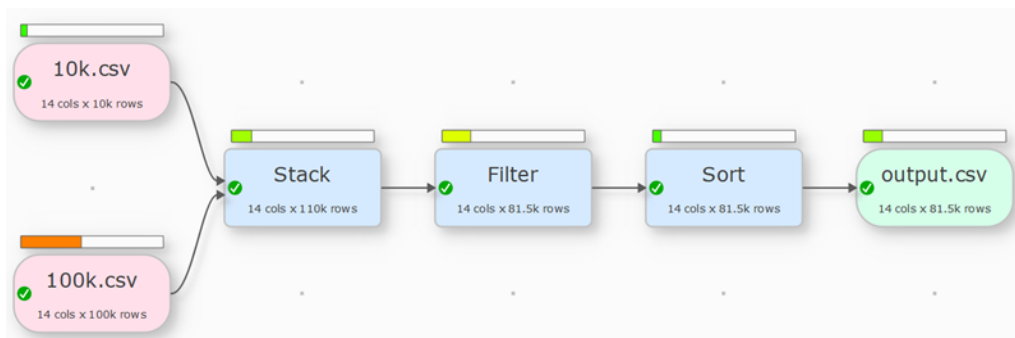 10k.csv
14 cols x 10k rows
Stack
14 cols x 110k rows
Filter
14 cols x 81.5k rows
Sort
14 cols x 81.5k rows
output.csv
14 cols x 81.5k rows
100k.csv
14 cols x 100k rows